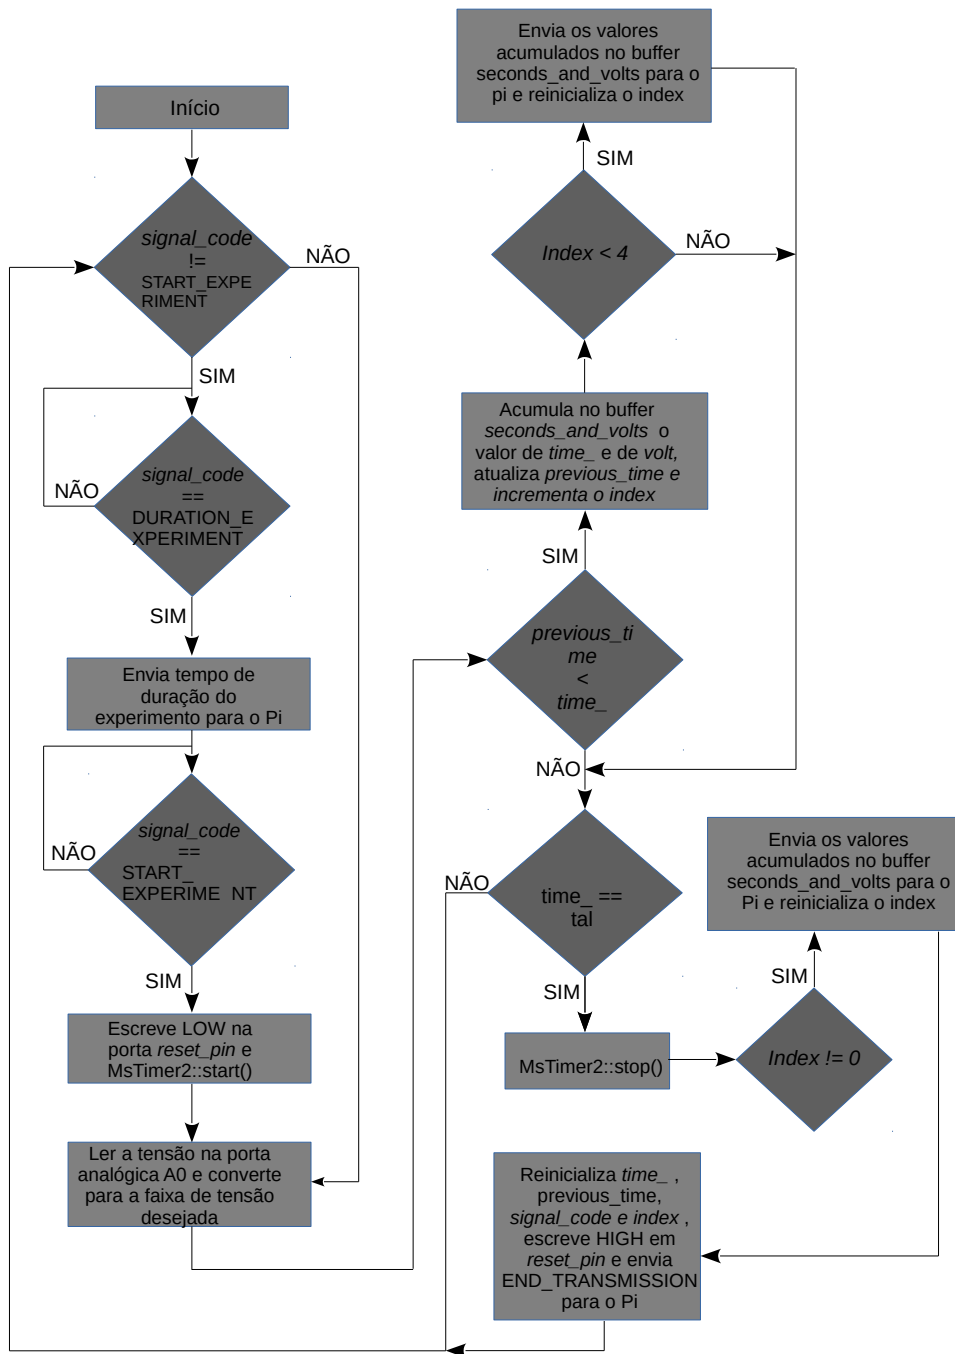 Início
signal_code
!=
START_EXPE
RIMENT
NÃO
SIM
signal_code
==
DURATION_E
XPERIMENT
NÃO
SIM
Envia tempo de
duração do
experimento para o Pi
signal_code
==
START_
EXPERIME NT
NÃO
SIM
Escreve LOW na
porta reset_pin e
MsTimer2::start()
Ler a tensão na porta
analógica A0 e converte
para a faixa de tensão
desejada
Envia os valores
acumulados no buffer
seconds_and_volts para o
pi e reinicializa o index
SIM
Index < 4
NÃO
Acumula no buffer
seconds_and_volts o
valor de time_ e de volt,
atualiza previous_time e
incrementa o index
SIM
previous_ti
me
<
time_
NÃO
time_ ==
tal
NÃO
SIM
MsTimer2::stop()
Index != 0
SIM
Envia os valores
acumulados no buffer
seconds_and_volts para o
Pi e reinicializa o index
Reinicializa time_ ,
previous_time,
signal_code e index ,
escreve HIGH em
reset_pin e envia
END_TRANSMISSION
para o Pi